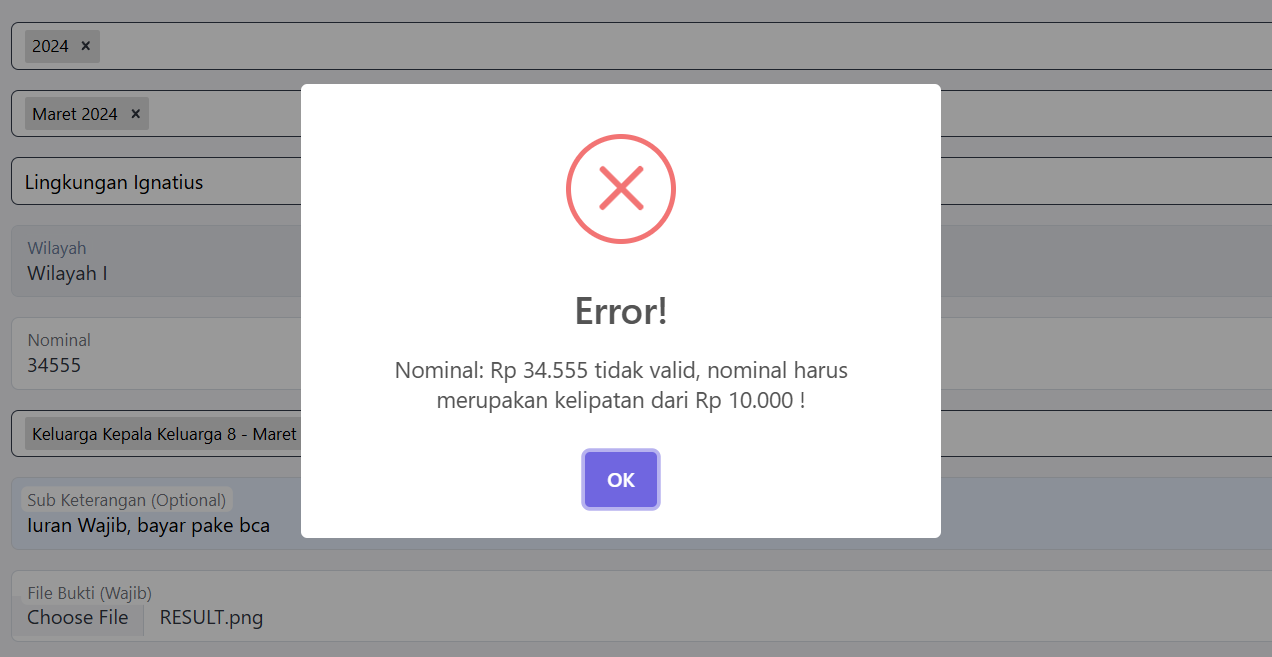 2024 ×
Maret 2024 ×
Lingkungan Ignatius
Wilayah
Wilayah I
Nominal
34555
Keluarga Kepala Keluarga 8 - Maret
Sub Keterangan (Optional)
Iuran Wajib, bayar pake bca
File Bukti (Wajib)
Choose File RESULT.png
Error!
Nominal: Rp 34.555 tidak valid, nominal harus
merupakan kelipatan dari Rp 10.000 !
OK